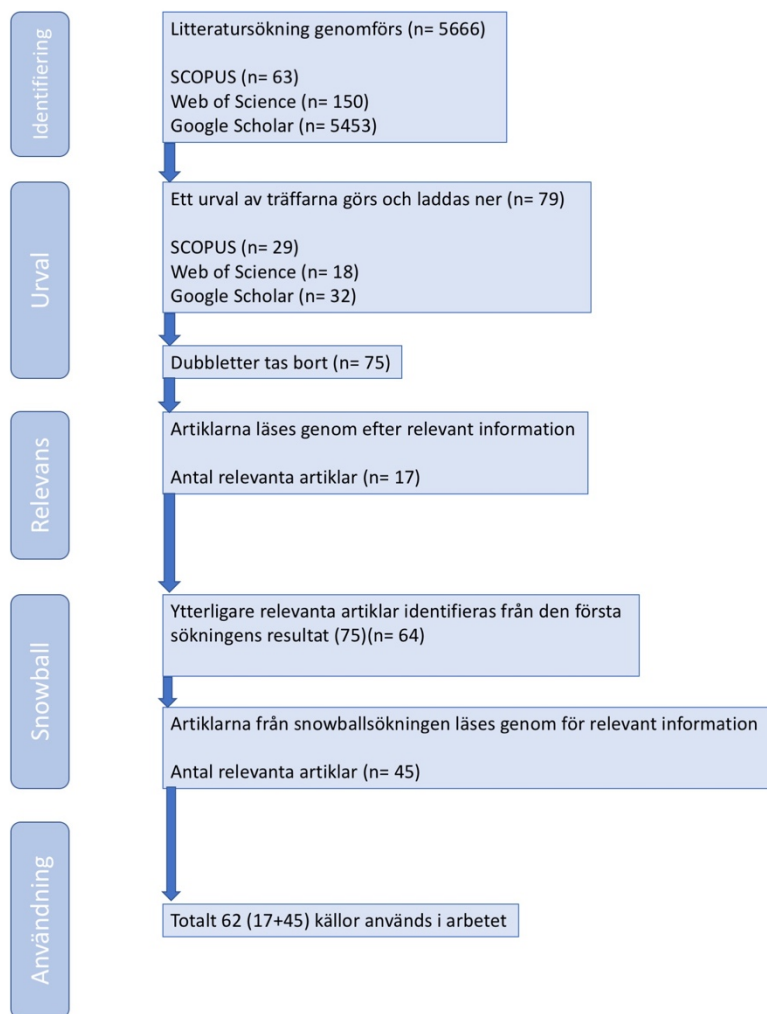 Identifiering
Litteratursökning genomförs (n= 5666)
SCOPUS (n= 63)
Web of Science (n= 150)
Google Scholar (n= 5453)
Urval
Ett urval av träffarna görs och laddas ner (n= 79)
SCOPUS (n= 29)
Web of Science (n= 18)
Google Scholar (n= 32)
Dubbletter tas bort (n= 75)
Relevans
Artiklarna läses genom efter relevant information
Antal relevanta artiklar (n= 17)
Snowball
Ytterligare relevanta artiklar identifieras från den första
sökningens resultat (75)(n= 64)
Artiklarna från snowballsökningen läses genom för relevant information
Antal relevanta artiklar (n= 45)
Användning
Totalt 62 (17+45) källor används i arbetet